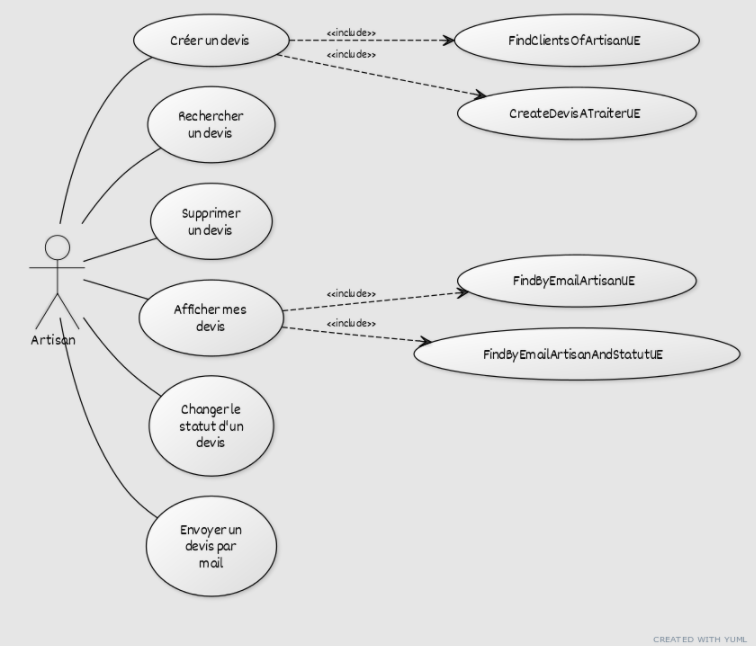 Créer un devis
<<include>>
<<include>>
FindClientsOfArtisanUE
CreateDevisATraiterUE
Rechercher
un devis
Supprimer
un devis
Artisan
Afficher mes
devis
<<include>>
<<include>>
FindByEmailArtisanUE
FindByEmailArtisanAndStatutUE
Changer le
statut d'un
devis
Envoyer un
devis par
mail
CREATED WITH YUML